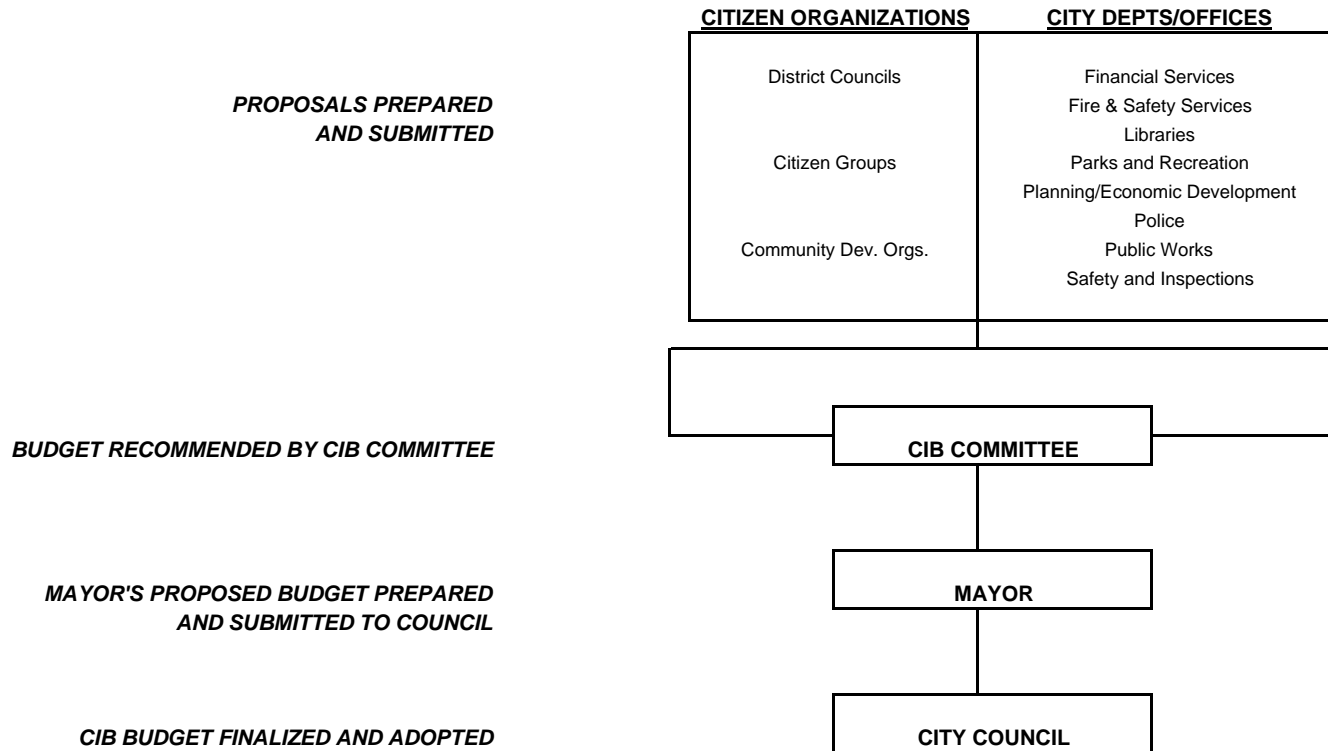 CITIZEN ORGANIZATIONS CITY DEPTS/OFFICES
District Councils Financial Services
PROPOSALS PREPARED Fire & Safety Services
AND SUBMITTED Libraries
Citizen Groups Parks and Recreation
Planning/Economic Development
Police
Community Dev. Orgs. Public Works
Safety and Inspections
BUDGET RECOMMENDED BY CIB COMMITTEE CIB COMMITTEE
MAYOR'S PROPOSED BUDGET PREPARED MAYOR
AND SUBMITTED TO COUNCIL
CIB BUDGET FINALIZED AND ADOPTED CITY COUNCIL